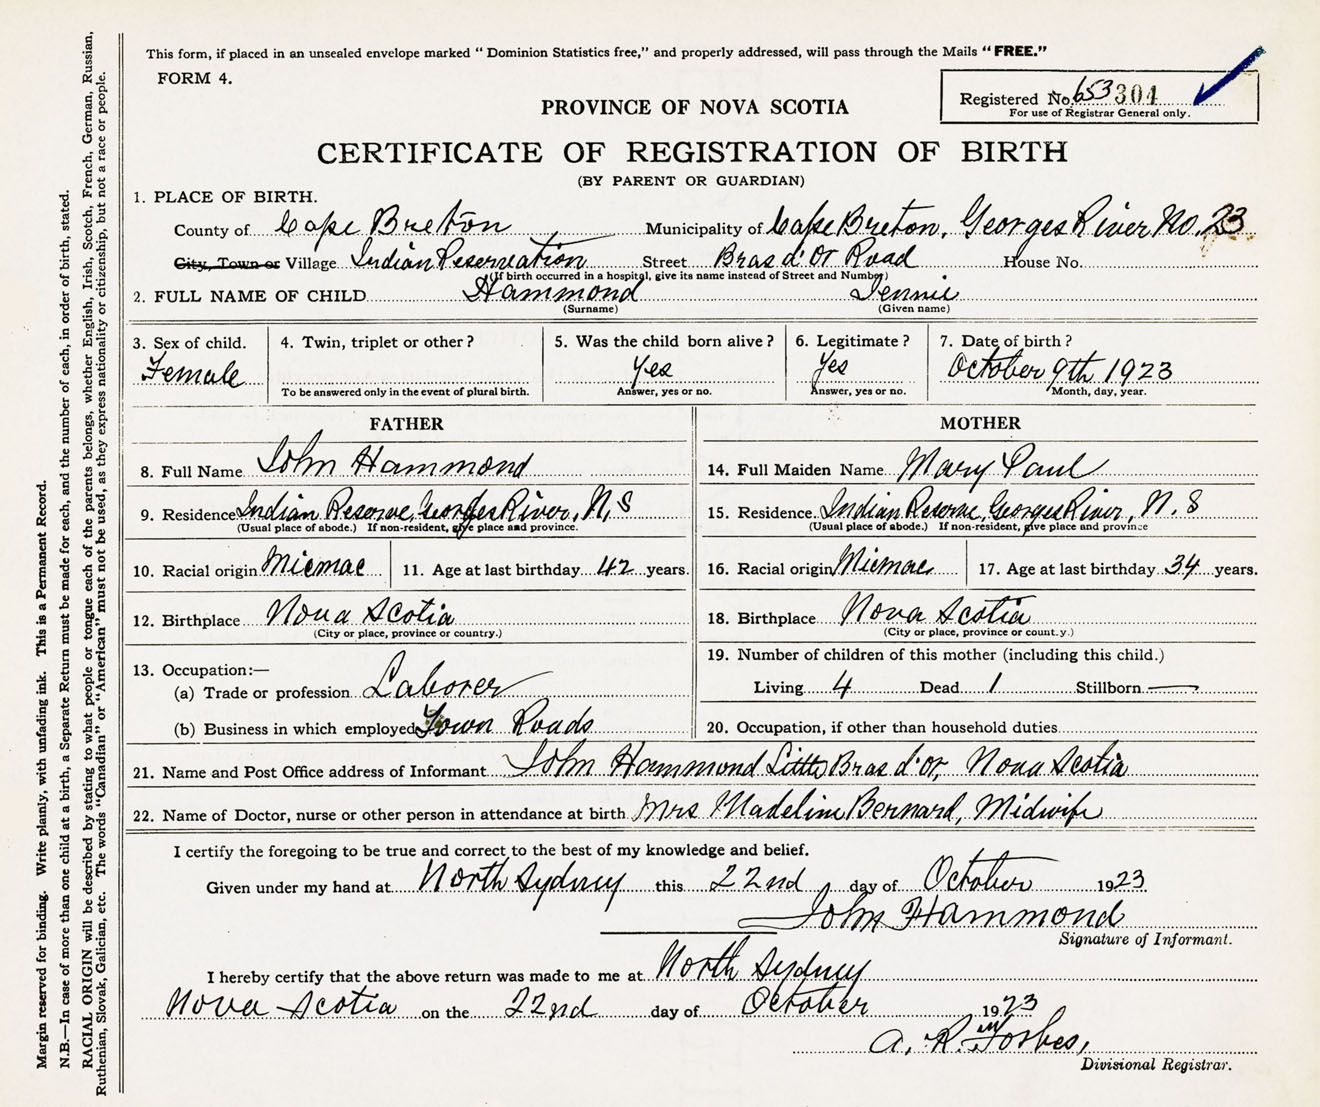 This form, if placed in an unsealed envelope marked “ Dominion Statistics free,” and properly addressed, will pass through the Mails “FREE.”
FORM 4.
Registered No. 653 304
For use of Registrar General only.
PROVINCE OF NOVA SCOTIA
CERTIFICATE OF REGISTRATION OF BIRTH
(BY PARENT OR GUARDIAN)
1. PLACE OF BIRTH.
County of Cape Breton Municipality of Cape Breton, Georges River No. 23
City, Town or Village Indian Reservation Street Bras d'Or Road House No.
(If birth occurred in a hospital, give its name instead of Street and Number)
2. FULL NAME OF CHILD Hammond Jennie
(Surname) (Given name)
3. Sex of child. 4. Twin, triplet or other? 5. Was the child born alive? 6. Legitimate? 7. Date of birth?
Female Yes Yes October 9th 1923
To be answered only in the event of plural birth. Answer, yes or no. Answer, yes or no. Month, day, year.
FATHER MOTHER
8. Full Name John Hammond 14. Full Maiden Name Mary Paul
9. Residence Indian Reserve, Georges River, N.S 15. Residence Indian Reserve, Georges River, N.S
(Usual place of abode.) If non-resident, give place and province. (Usual place of abode.) If non-resident, give place and province
10. Racial origin Micmac 11. Age at last birthday 42 years. 16. Racial origin Micmac 17. Age at last birthday 34 years.
12. Birthplace Nova Scotia 18. Birthplace Nova Scotia
(City or place, province or country.) (City or place, province or count.y.)
13. Occupation:— 19. Number of children of this mother (including this child.)
(a) Trade or profession Laborer Living 4 Dead 1 Stillborn —
(b) Business in which employed Town Roads 20. Occupation, if other than household duties
21. Name and Post Office address of Informant John Hammond Little Bras d'Or, Nova Scotia
22. Name of Doctor, nurse or other person in attendance at birth Mrs Madeline Bernard, Midwife
I certify the foregoing to be true and correct to the best of my knowledge and belief.
Given under my hand at North Sydney this 22nd day of October 1923
John Hammond
Signature of Informant.
I hereby certify that the above return was made to me at North Sydney
Nova Scotia on the 22nd day of October 1923
A. R. Forbes,
Divisional Registrar.
Margin reserved for binding. Write plainly, with unfading ink. This is a Permanent Record.
N.B.—In case of more than one child at a birth, a Separate Return must be made for each, and the number of each, in order of birth, stated.
RACIAL ORIGIN will be described by stating to what people or tongue each of the parents belongs, whether English, Irish, Scotch, French, German, Russian,
Ruthenian, Slovak, Galician, etc. The words “Canadian” or “American” must not be used, as they express nationality or citizenship, but not a race or people.